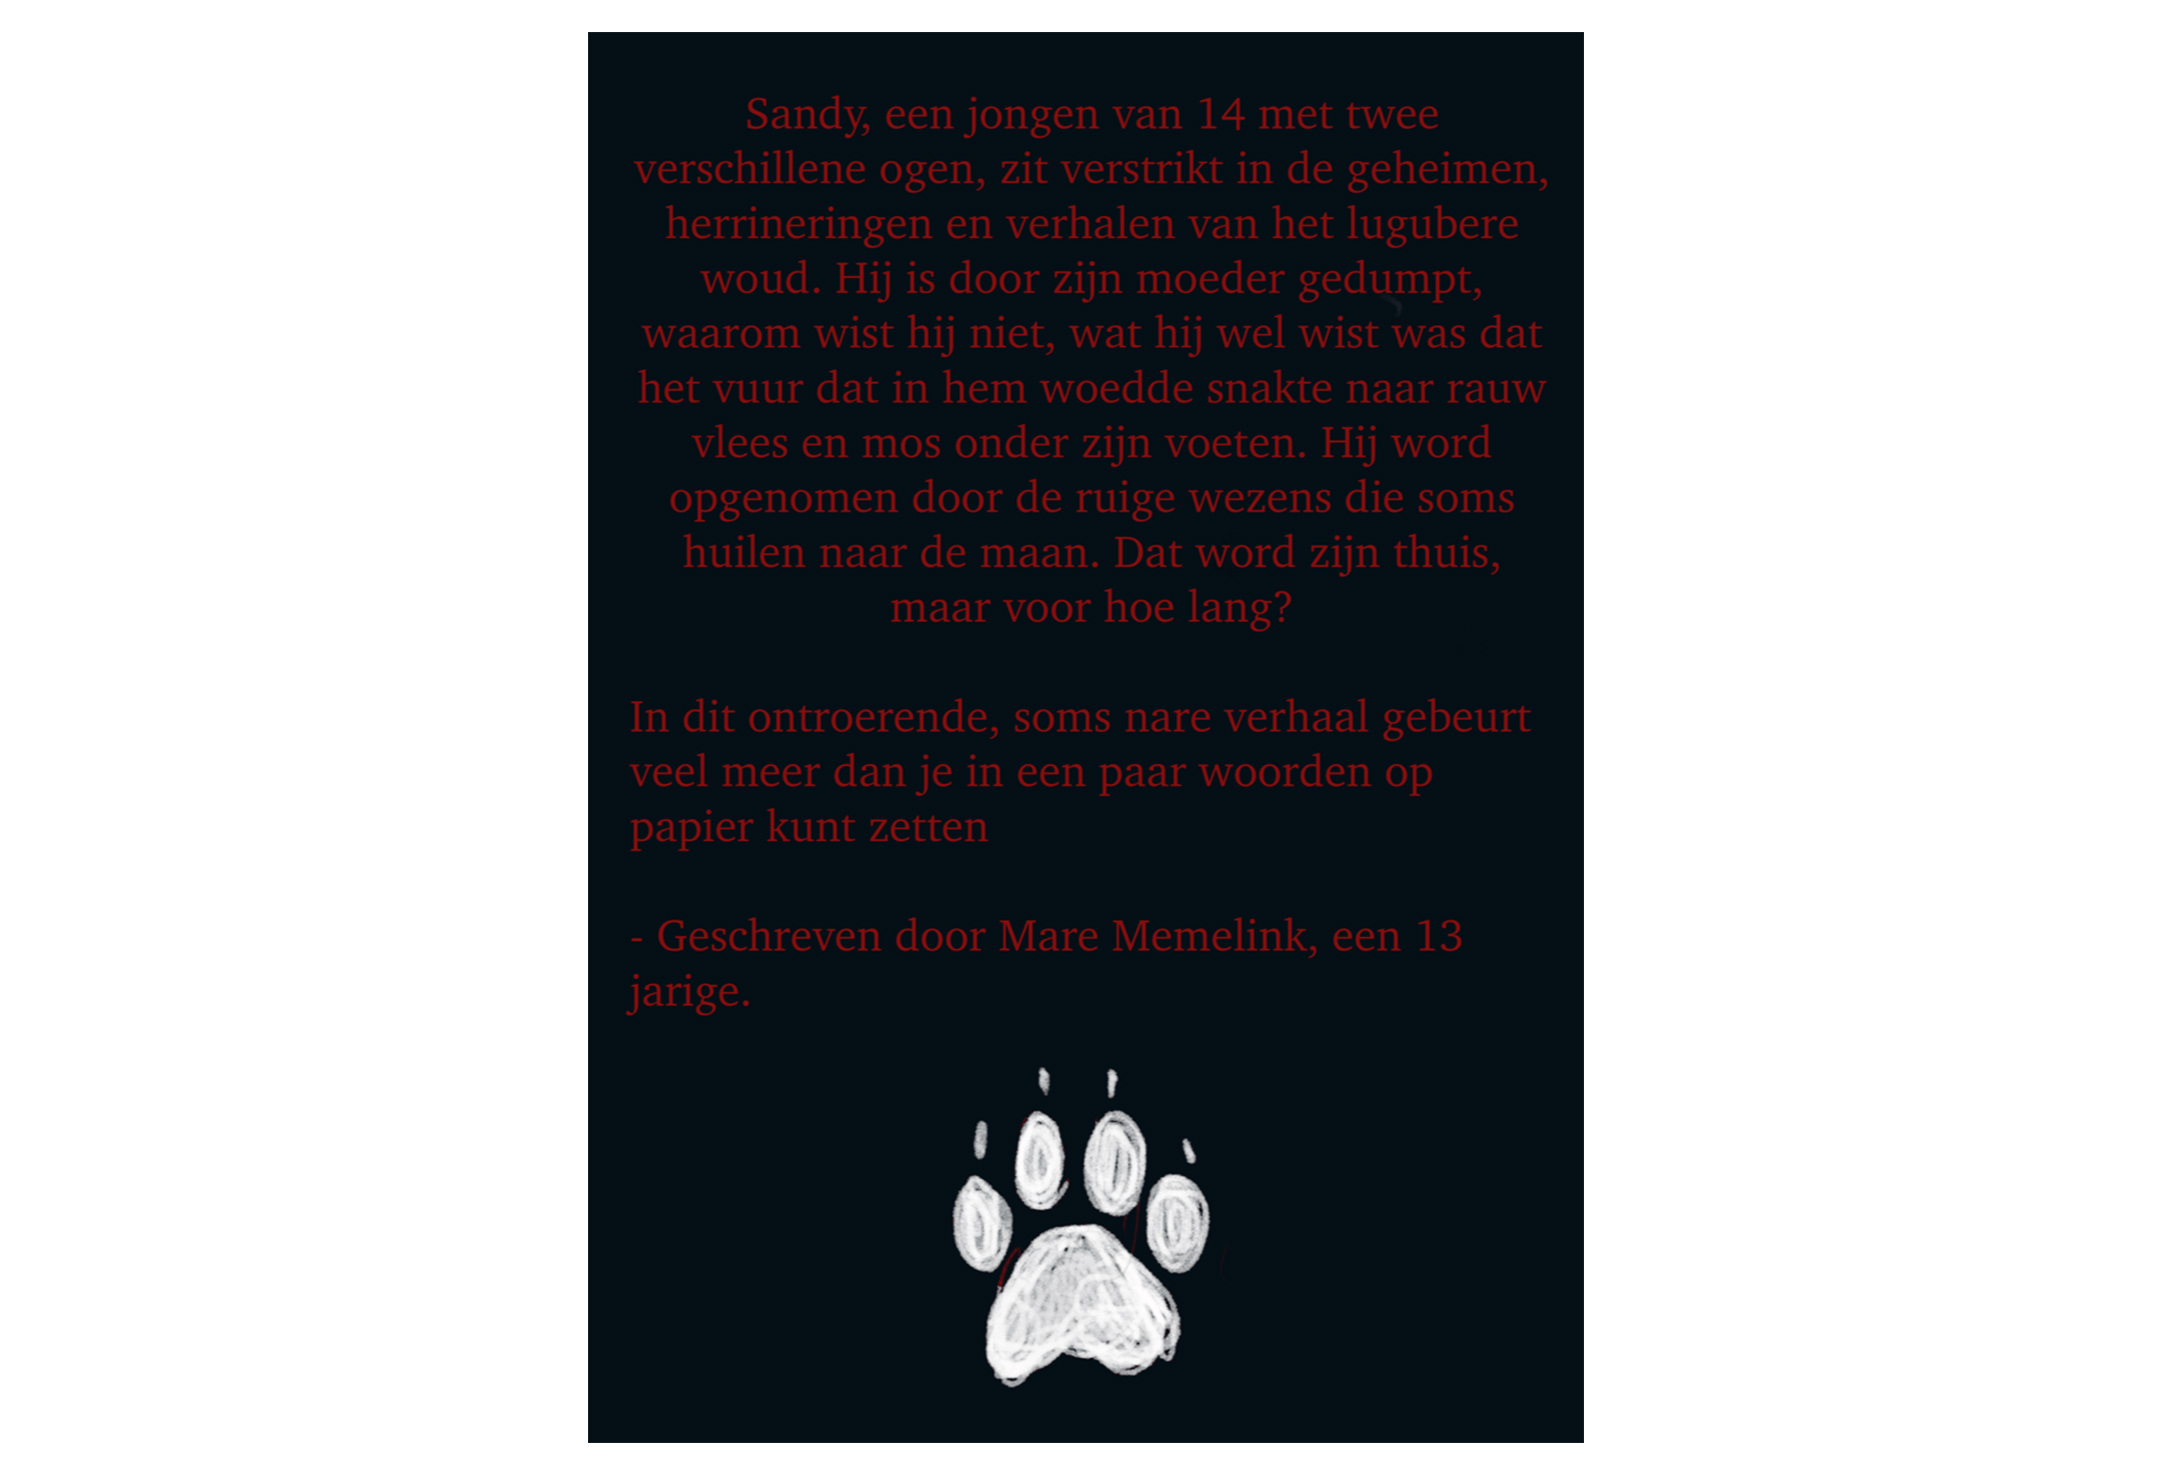 Sandy, een jongen van 14 met twee
verschillene ogen, zit verstrikt in de geheimen,
herrineringen en verhalen van het lugubere
woud. Hij is door zijn moeder gedumpt,
waarom wist hij niet, wat hij wel wist was dat
het vuur dat in hem woedde snakte naar rauw
vlees en mos onder zijn voeten. Hij word
opgenomen door de ruige wezens die soms
huilen naar de maan. Dat word zijn thuis,
maar voor hoe lang?
In dit ontroerende, soms nare verhaal gebeurt
veel meer dan je in een paar woorden op
papier kunt zetten
- Geschreven door Mare Memelink, een 13
jarige.